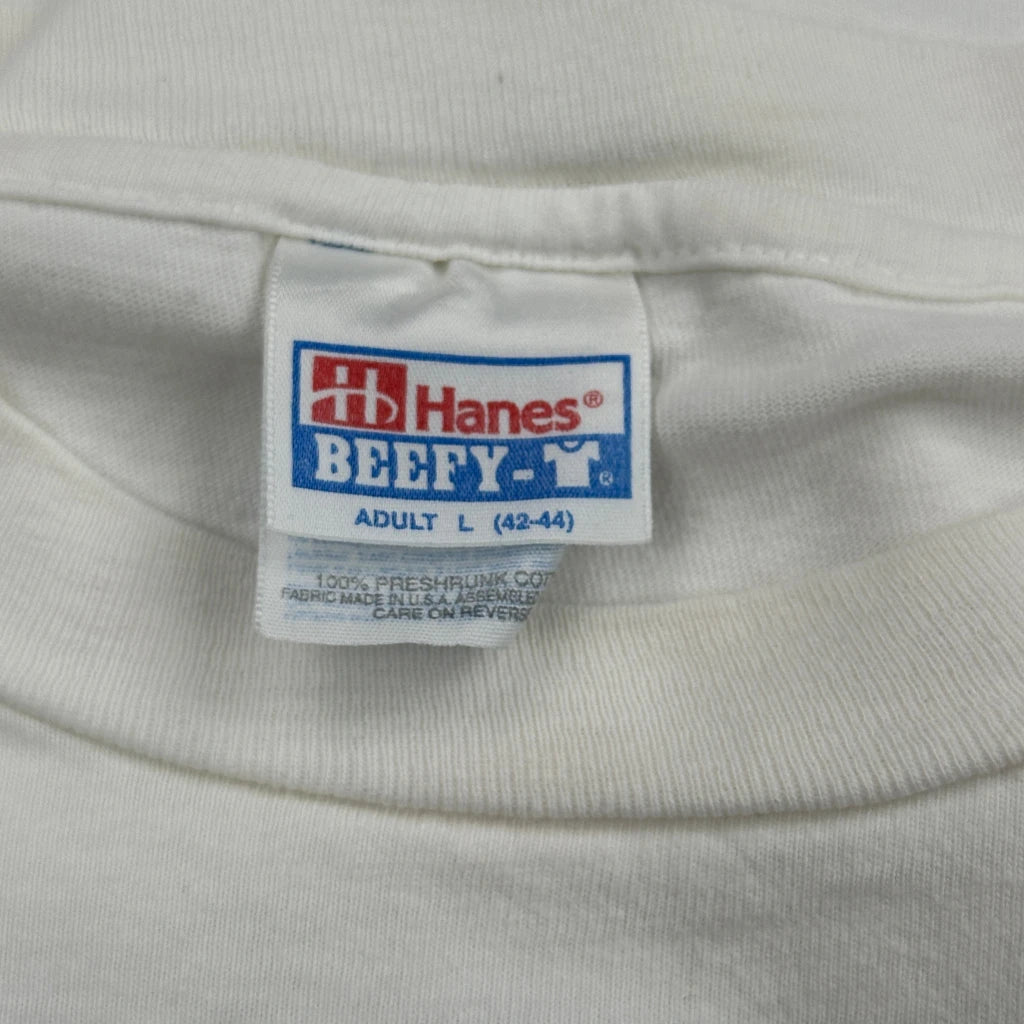 Hanes®
BEEFY-T®
ADULT L (42-44)
100% PRESHRUNK
FABRIC MADE IN U.S.A.
CARE ON